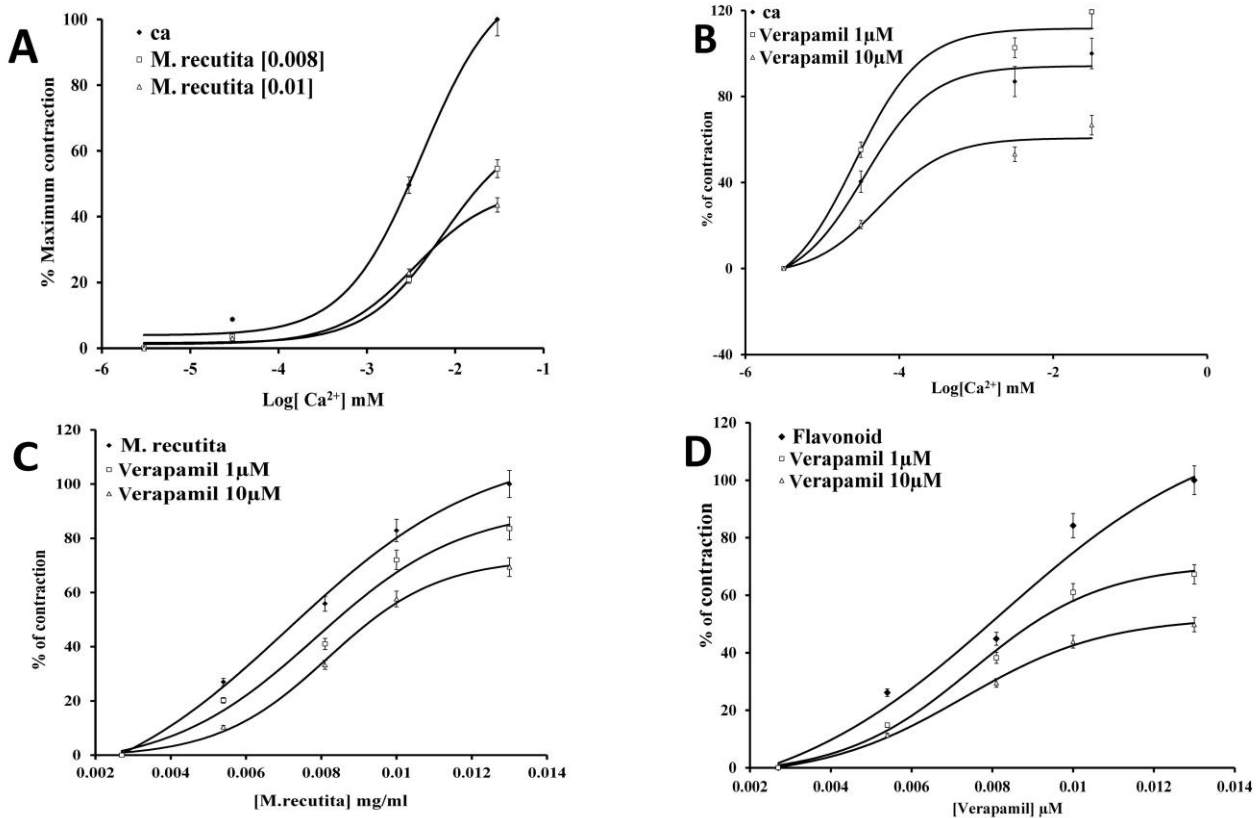 A
100
80
60
40
20
0
% Maximum contraction
ca
M. recutita [0.008]
M. recutita [0.01]
-6
-5
-4
-3
-2
-1
Log[ Ca²⁺] mM
B
120
80
40
0
-40
% of contraction
ca
Verapamil 1µM
Verapamil 10µM
-6
-4
-2
0
Log[Ca²⁺] mM
C
120
100
80
60
40
20
0
% of contraction
M. recutita
Verapamil 1µM
Verapamil 10µM
0.002
0.004
0.006
0.008
0.01
0.012
0.014
[M.recutita] mg/ml
D
120
100
80
60
40
20
0
% of contraction
Flavonoid
Verapamil 1µM
Verapamil 10µM
0.002
0.004
0.006
0.008
0.01
0.012
0.014
[Verapamil] µM